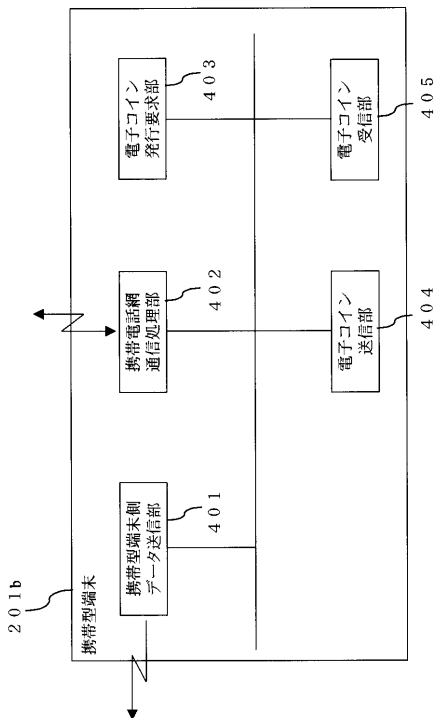 ２０１ｂ
携帯型端末
携帯型端末側
データ送信部
４０１
携帯電話網
通信処理部
４０２
電子コイン
発行要求部
４０３
電子コイン
送信部
４０４
電子コイン
受信部
４０５